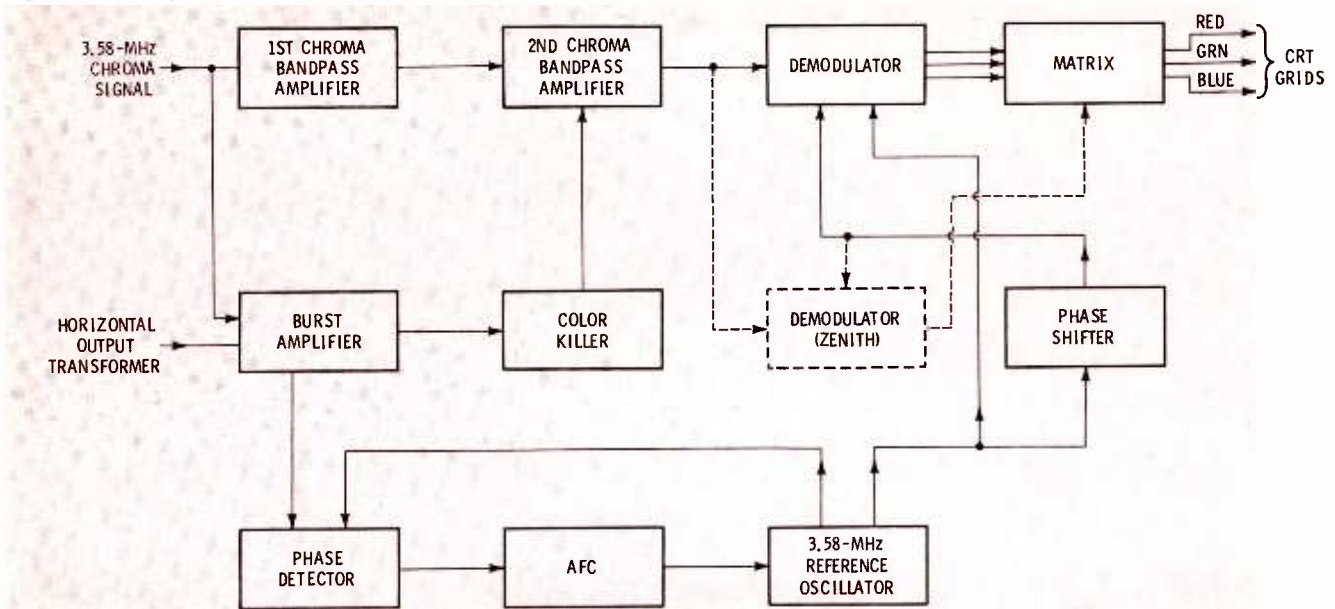 3.58-MHz
CHROMA
SIGNAL
1ST CHROMA
BANDPASS
AMPLIFIER
2ND CHROMA
BANDPASS
AMPLIFIER
DEMODULATOR
MATRIX
RED
GRN
BLUE
CRT
GRIDS
HORIZONTAL
OUTPUT
TRANSFORMER
BURST
AMPLIFIER
COLOR
KILLER
DEMODULATOR
(ZENITH)
PHASE
SHIFTER
PHASE
DETECTOR
AFC
3.58-MHz
REFERENCE
OSCILLATOR